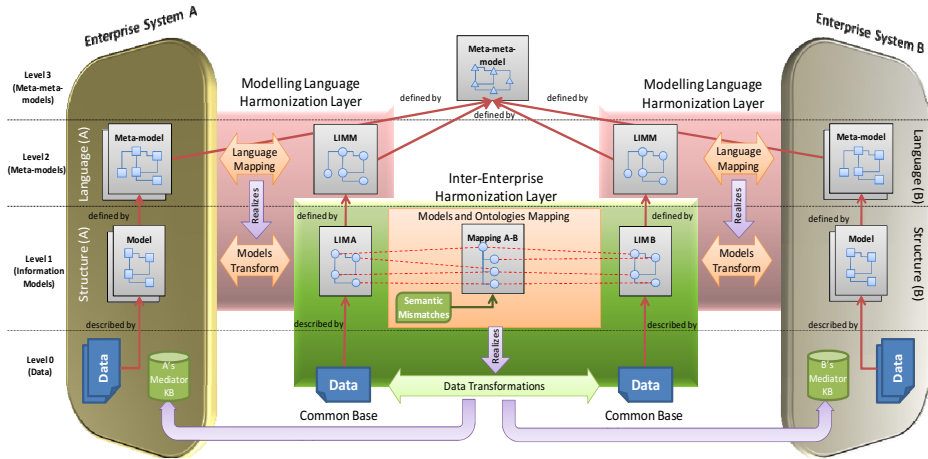 Enterprise System A
Enterprise System B
Level 3
(Meta-meta-
models)
Meta-meta-
model
Modelling Language
Harmonization Layer
Modelling Language
Harmonization Layer
defined by
defined by
defined by
Level 2
(Meta-models)
Language (A)
Meta-model
Language
Mapping
LIMM
LIMM
Language
Mapping
Meta-model
Language (B)
Realizes
Realizes
Inter-Enterprise
Harmonization Layer
defined by
defined by
defined by
defined by
Models and Ontologies Mapping
Level 1
(Information
Models)
Structure (A)
Model
Models
Transform
LIMA
Mapping A-B
LIMB
Models
Transform
Model
Structure (B)
Semantic
Mismatches
described by
described by
Realizes
described by
described by
Level 0
(Data)
Data
A's
Mediator
KB
Data
Data Transformations
Data
B's
Mediator
KB
Data
Common Base
Common Base